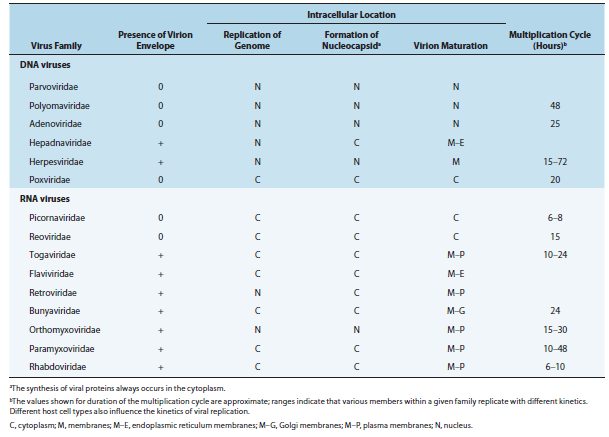 Intracellular Location
Virus Family Presence of Virion Envelope Replication of Genome Formation of Nucleocapsidᵃ Virion Maturation Multiplication Cycle (Hours)ᵇ
DNA viruses
Parvoviridae 0 N N N
Polyomaviridae 0 N N N 48
Adenoviridae 0 N N N 25
Hepadnaviridae + N C M–E
Herpesviridae + N N M 15–72
Poxviridae 0 C C C 20
RNA viruses
Picornaviridae 0 C C C 6–8
Reoviridae 0 C C C 15
Togaviridae + C C M–P 10–24
Flaviviridae + C C M–E
Retroviridae + N C M–P
Bunyaviridae + C C M–G 24
Orthomyxoviridae + N N M–P 15–30
Paramyxoviridae + C C M–P 10–48
Rhabdoviridae + C C M–P 6–10
ᵃThe synthesis of viral proteins always occurs in the cytoplasm.
ᵇThe values shown for duration of the multiplication cycle are approximate; ranges indicate that various members within a given family replicate with different kinetics.
Different host cell types also influence the kinetics of viral replication.
C, cytoplasm; M, membranes; M–E, endoplasmic reticulum membranes; M–G, Golgi membranes; M–P, plasma membranes; N, nucleus.